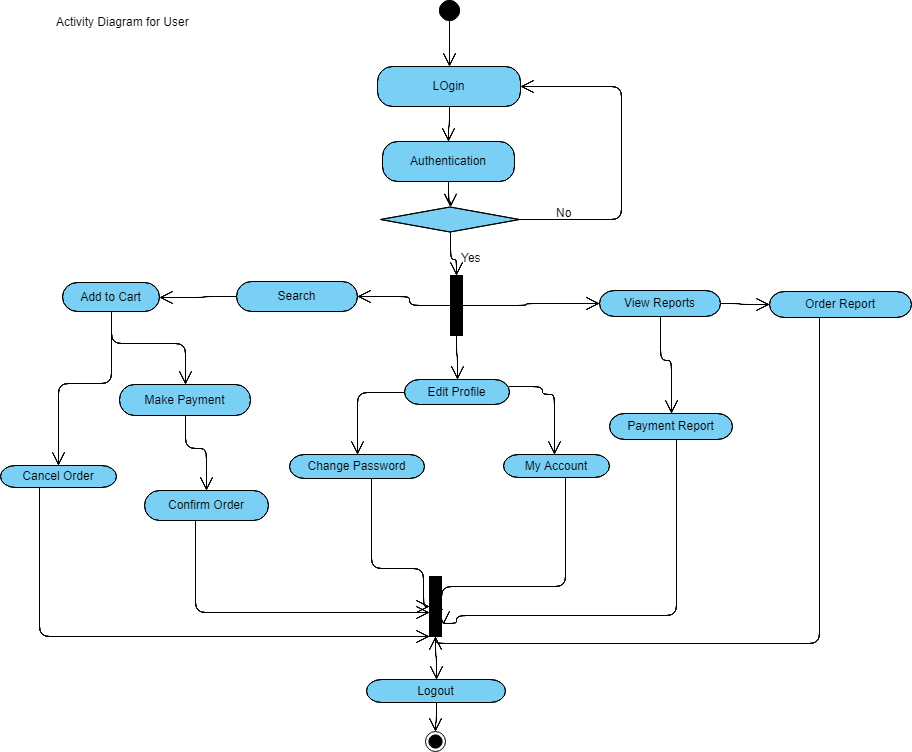 Activity Diagram for User
LOgin
Authentication
No
Yes
Add to Cart
Search
View Reports
Order Report
Make Payment
Edit Profile
Payment Report
Cancel Order
Change Password
My Account
Confirm Order
Logout